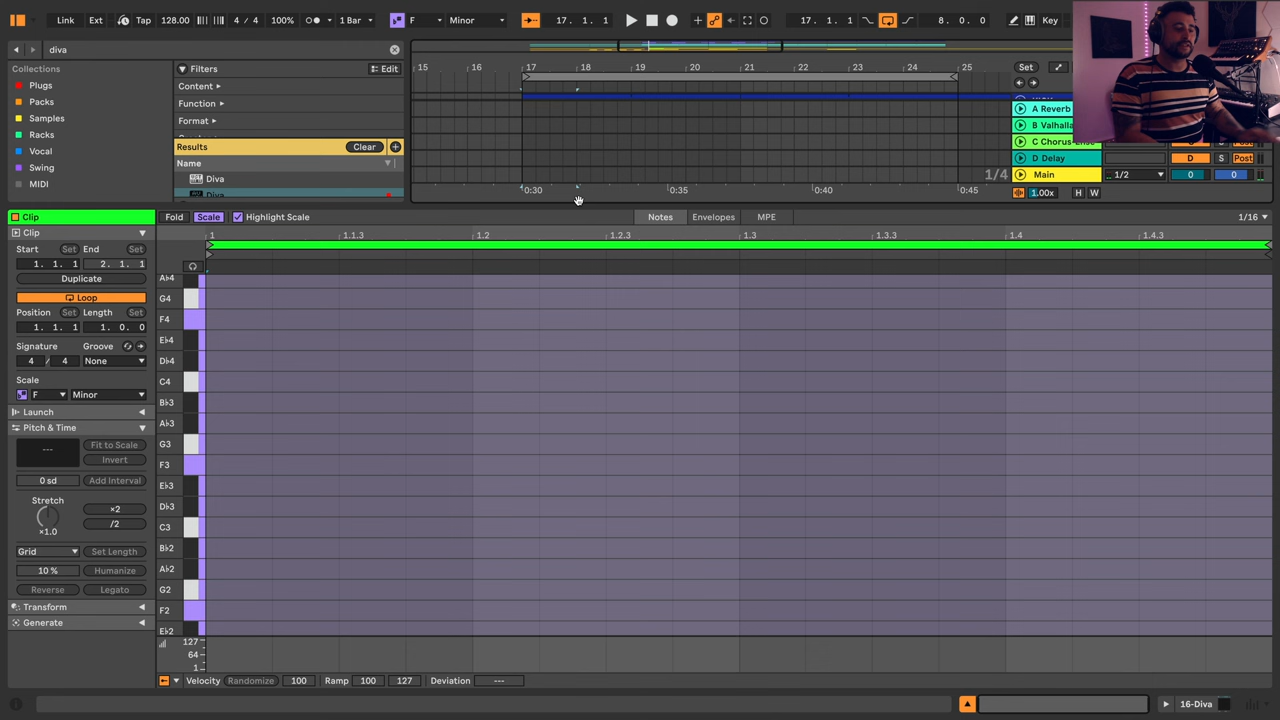 Link Ext Tap 128.00 4 / 4 100% 1 Bar F Minor 17. 1. 1 17. 1. 1 8. 0. 0 Key
diva
Collections
Plugs
Packs
Samples
Racks
Vocal
Swing
MIDI
Filters Edit
Content
Function
Format
Results Clear
Name
Diva
Diva
15 16 17 18 19 20 21 22 23 24 25
Set
A Reverb
B Valhalla
C Chorus-Ense
D Delay D S Post
1/4 Main 1/2 0 0
0:30 0:35 0:40 0:45 1.00x H W
Clip Fold Scale Highlight Scale Notes Envelopes MPE 1/16
Clip
Start Set End Set
1. 1. 1 2. 1. 1
Duplicate
Loop
Position Set Length Set
1. 1. 1 1. 0. 0
Signature Groove
4 / 4 None
Scale
F Minor
Launch
Pitch & Time
--- Fit to Scale
Invert
0 sd Add Interval
Stretch
×2
/2
×1.0
Grid Set Length
10 % Humanize
Reverse Legato
Transform
Generate
1 1.1.3 1.2 1.2.3 1.3 1.3.3 1.4 1.4.3
A♭4
G4
F4
E♭4
D♭4
C4
B♭3
A♭3
G3
F3
E♭3
D♭3
C3
B♭2
A♭2
G2
F2
E♭2
127
64
1
Velocity Randomize 100 Ramp 100 127 Deviation ---
16-Diva